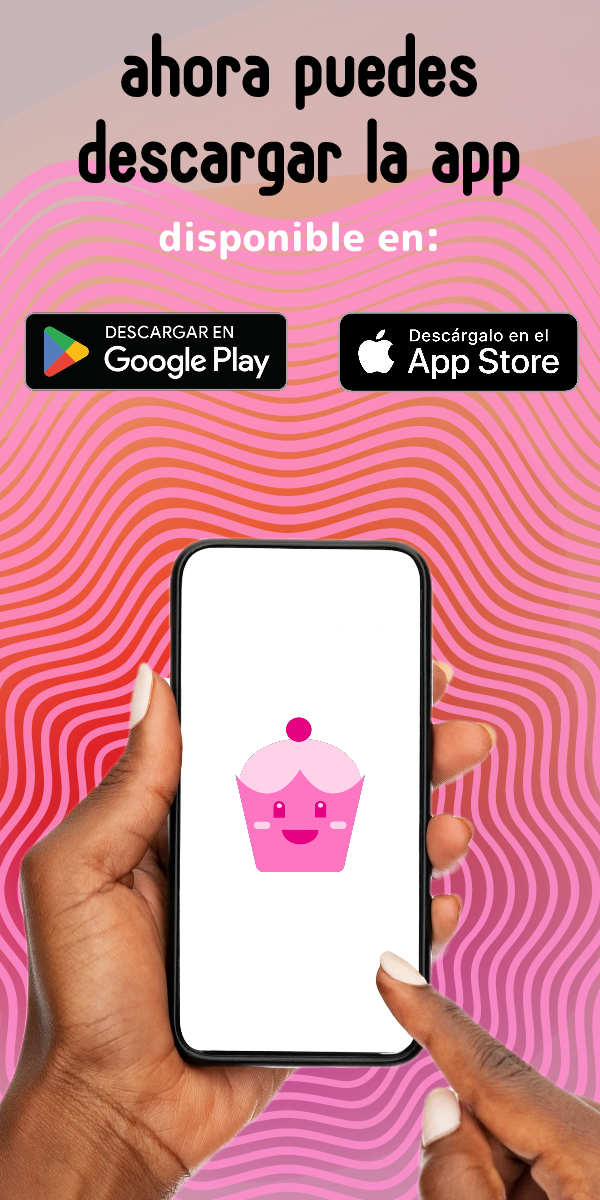 ahora puedes
descargar la app
disponible en:
DESCARGAR EN
Google Play
Descárgalo en el
App Store